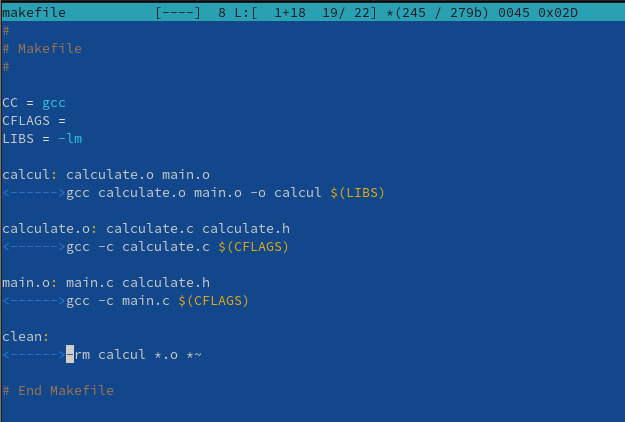 makefile [----] 8 L:[ 1+18 19/ 22] *(245 / 279b) 0045 0x02D
#
# Makefile
#
CC = gcc
CFLAGS =
LIBS = -lm
calcul: calculate.o main.o
<------>gcc calculate.o main.o -o calcul $(LIBS)
calculate.o: calculate.c calculate.h
<------>gcc -c calculate.c $(CFLAGS)
main.o: main.c calculate.h
<------>gcc -c main.c $(CFLAGS)
clean:
<------>-rm calcul *.o *~
# End Makefile